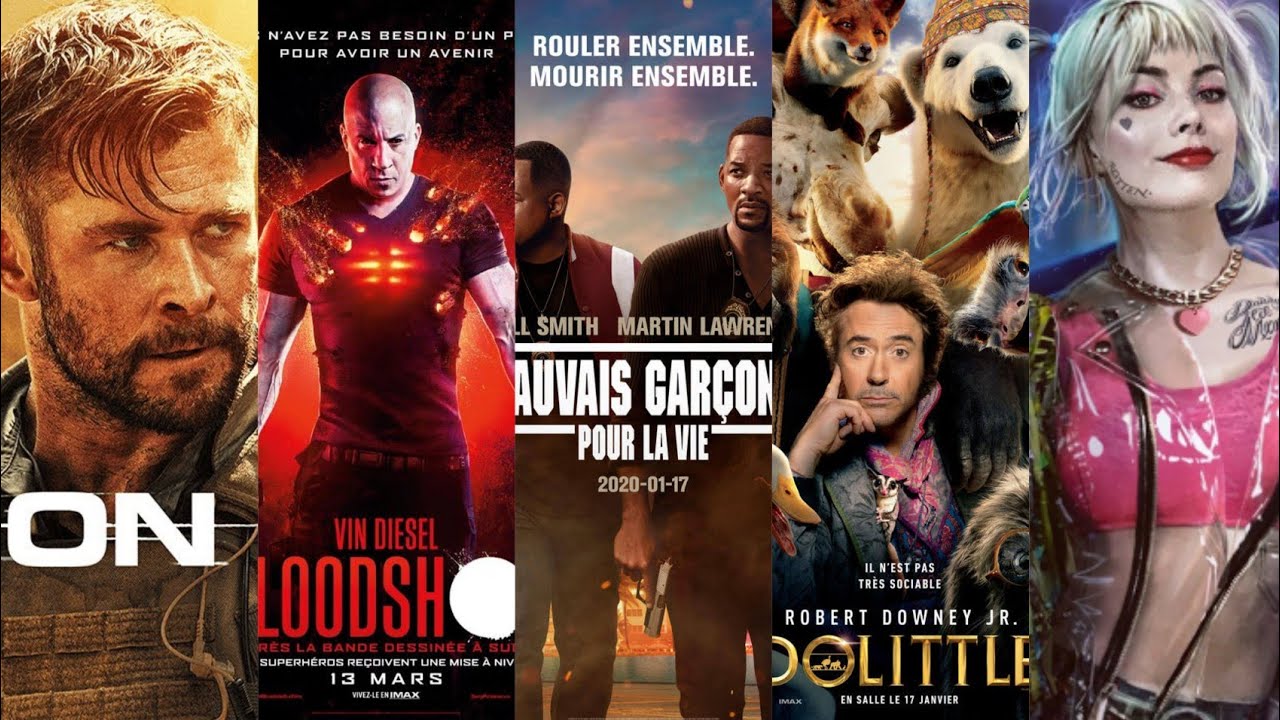 ON
S N'AVEZ PAS BESOIN D'UN P
POUR AVOIR UN AVENIR
VIN DIESEL
LOODSH
RÈS LA BANDE DESSINÉE À SU
SUPERHÉROS REÇOIVENT UNE MISE À NIV
13 MARS
VIVEZ-LE EN IMAX
ROULER ENSEMBLE.
MOURIR ENSEMBLE.
LL SMITH MARTIN LAWREN
AUVAIS GARÇON
POUR LA VIE
2020-01-17
IL N'EST PAS
TRÈS SOCIABLE
ROBERT DOWNEY JR.
DOLITTLE
IMAX EN SALLE LE 17 JANVIER